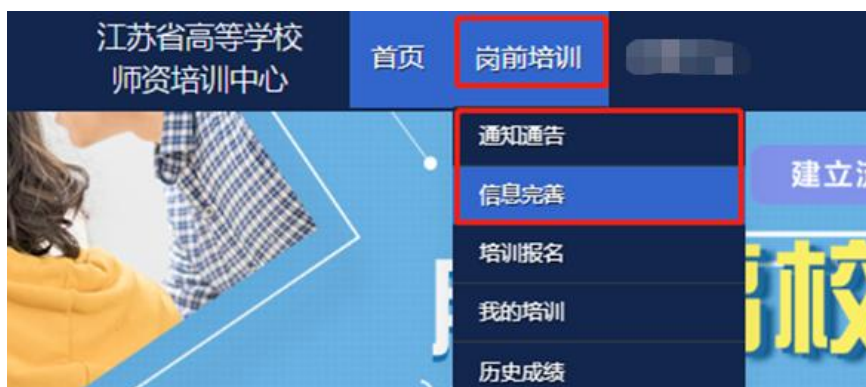 江苏省高等学校
师资培训中心
首页
岗前培训
通知通告
信息完善
培训报名
我的培训
历史成绩
建立
校